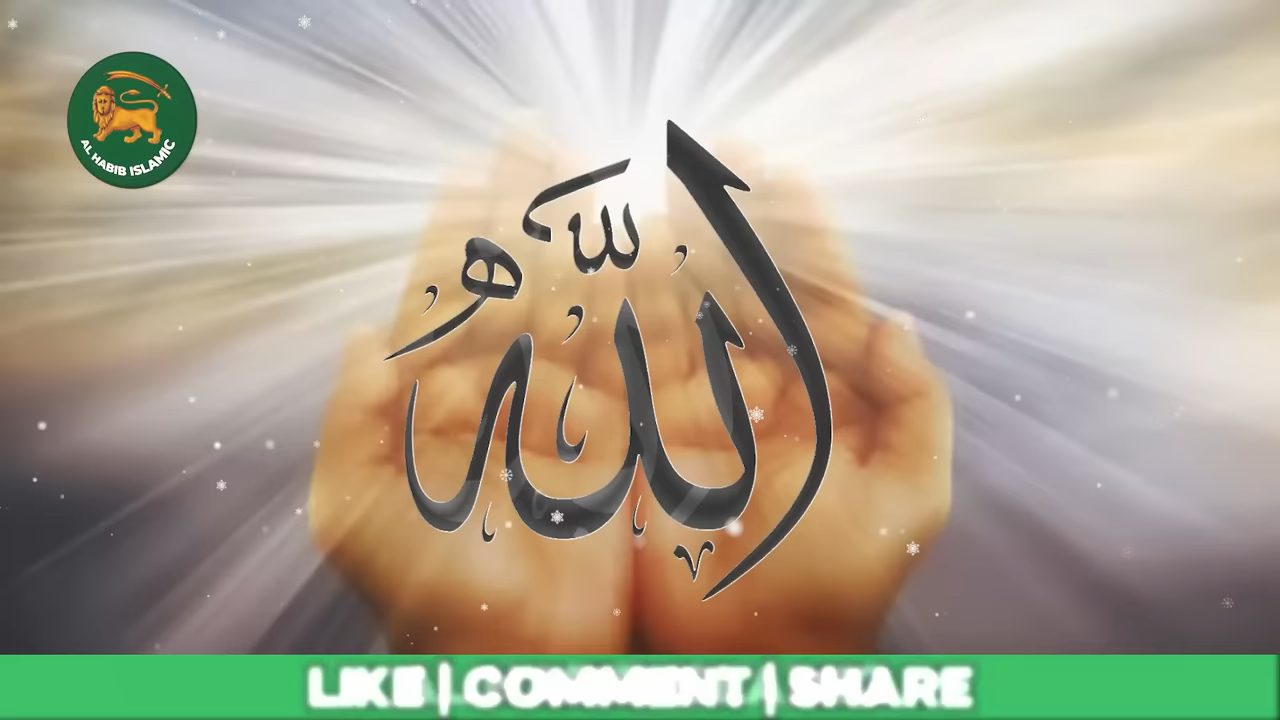 AL HABIB ISLAMIC
الله
LIKE | COMMENT | SHARE